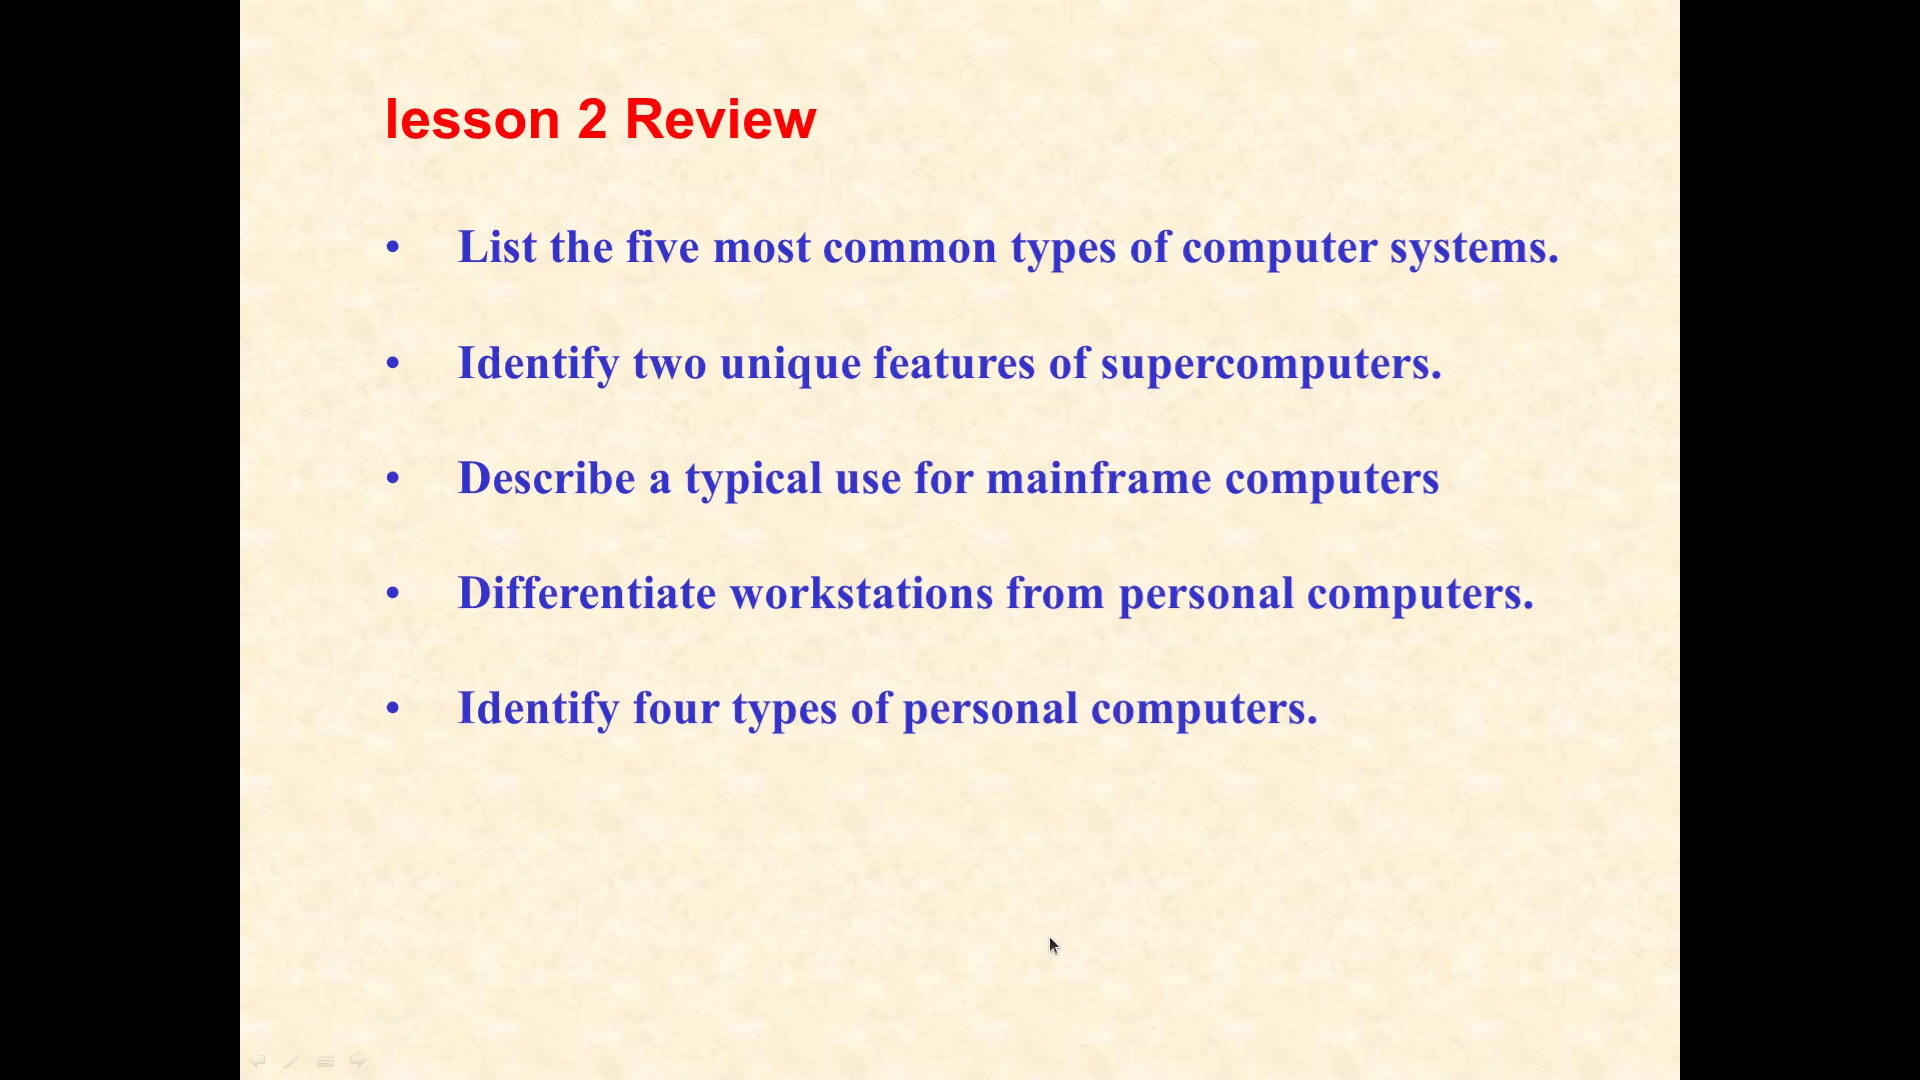 lesson 2 Review
• List the five most common types of computer systems.
• Identify two unique features of supercomputers.
• Describe a typical use for mainframe computers
• Differentiate workstations from personal computers.
• Identify four types of personal computers.